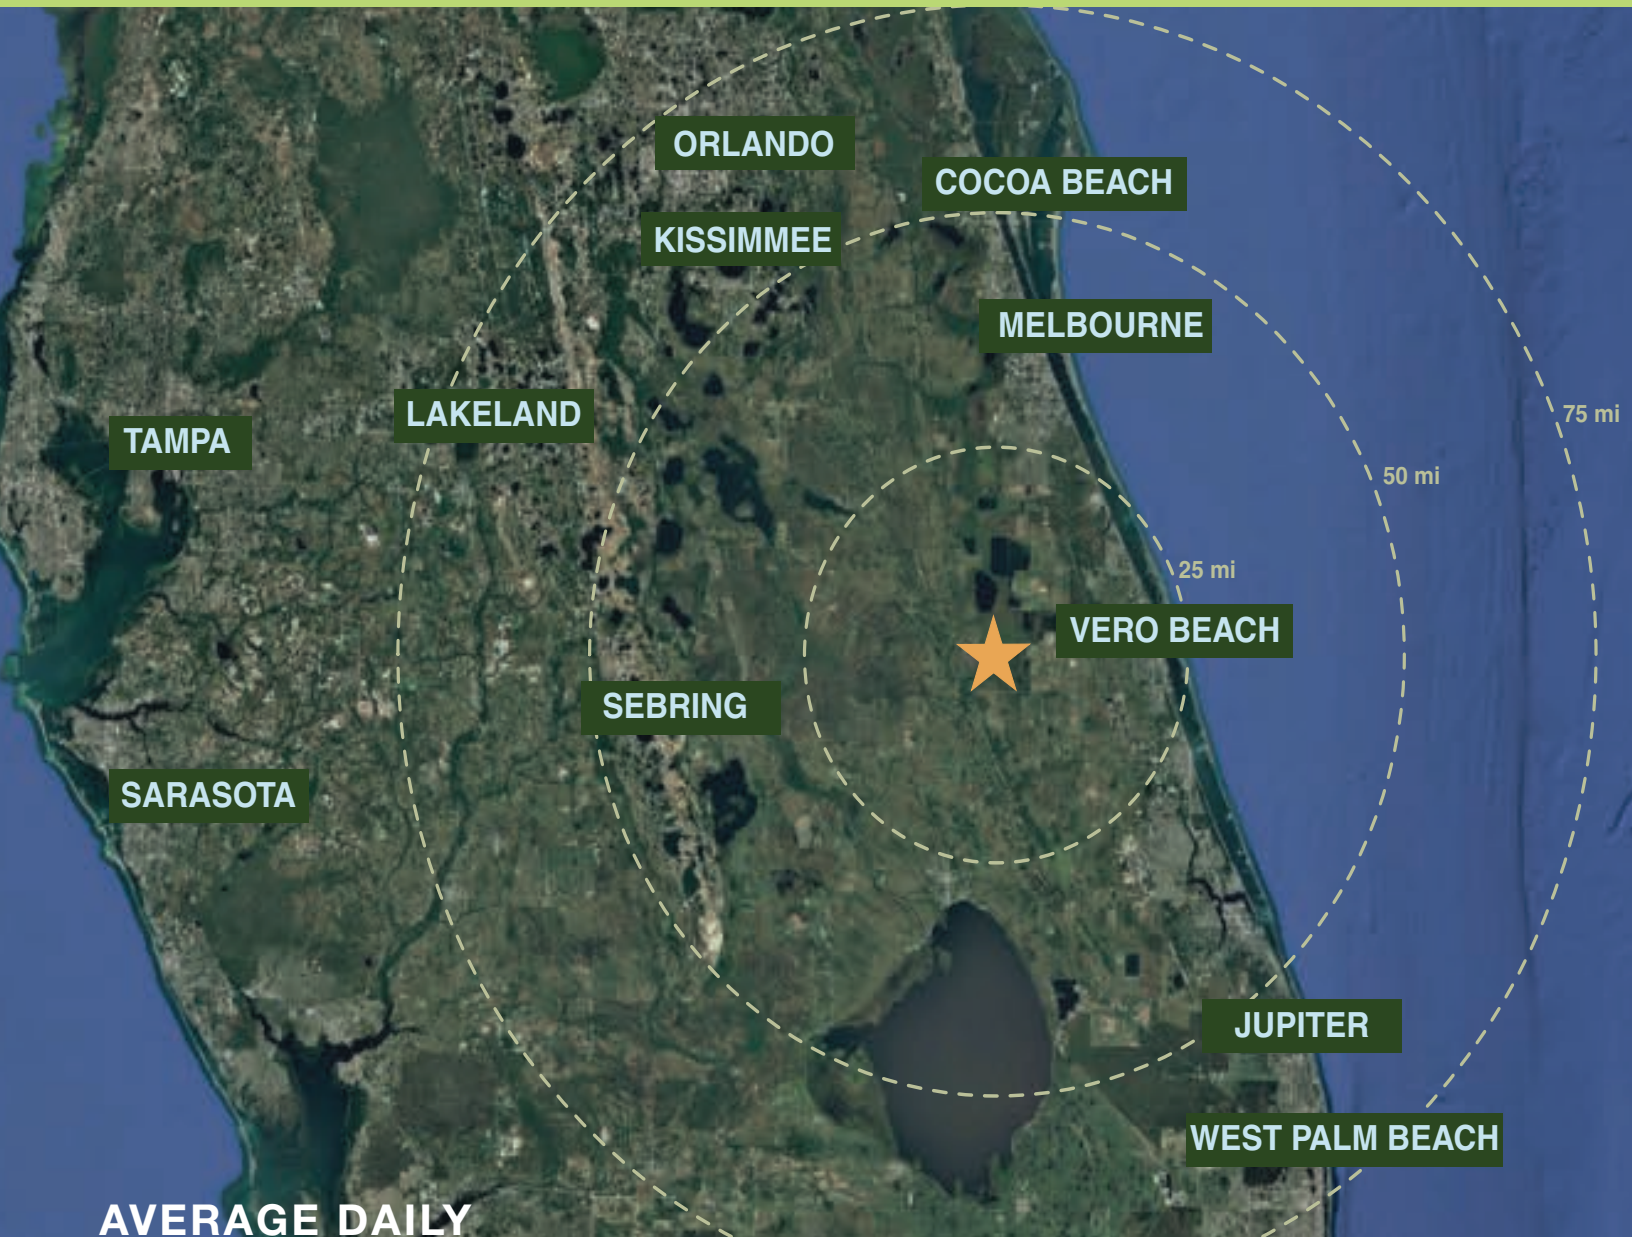 ORLANDO
COCOA BEACH
KISSIMMEE
MELBOURNE
LAKELAND
75 mi
TAMPA
50 mi
25 mi
VERO BEACH
SEBRING
SARASOTA
JUPITER
WEST PALM BEACH
AVERAGE DAILY